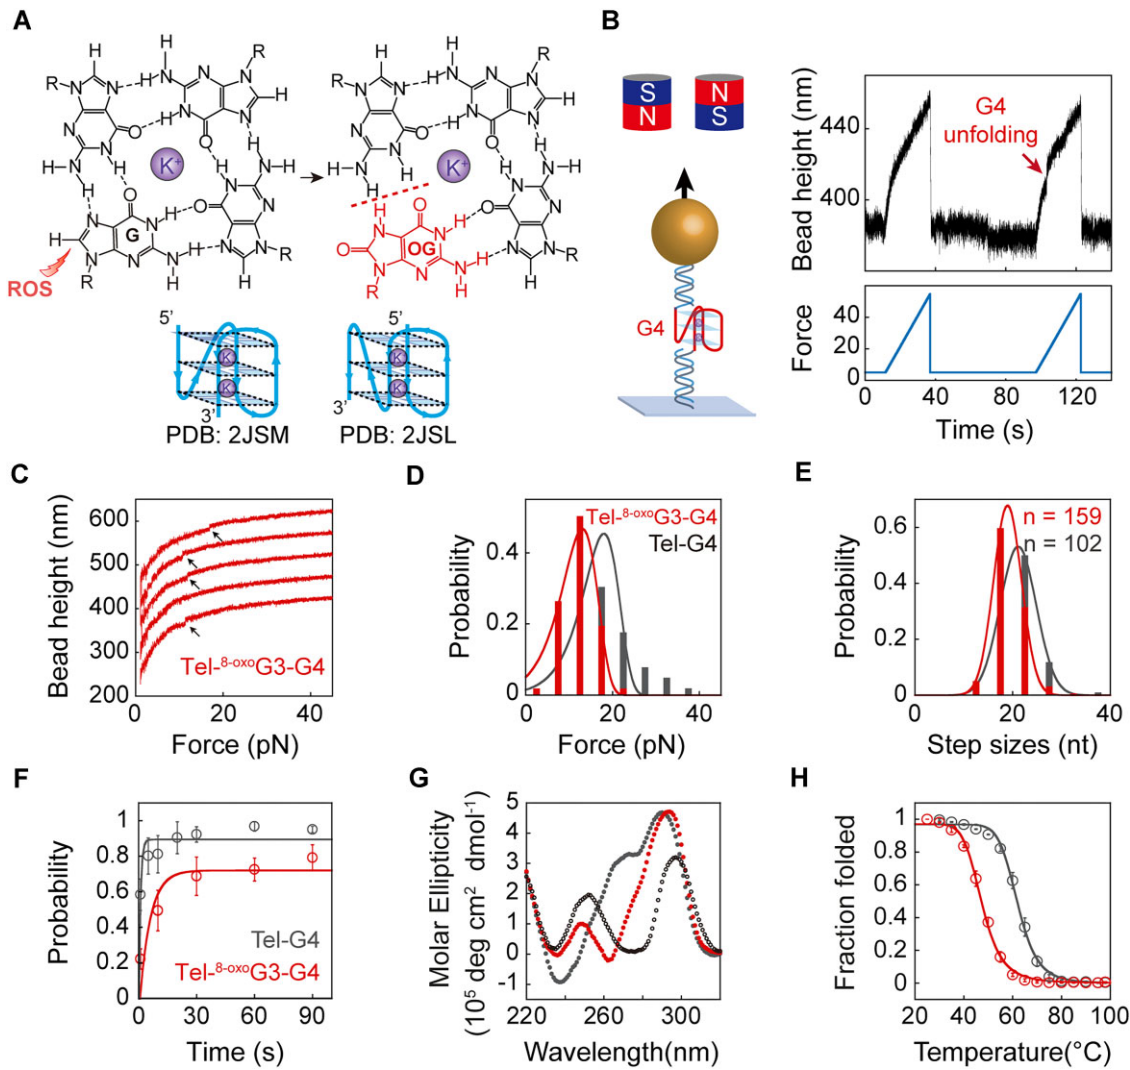 A
H
H
R
N
N
H
N
N
N
H
N
R
O
O
N
N
H
N
H
H
K+
O
H
N
G
N
H
N
N
N
H
H
R
ROS
5'
K
K
3'
PDB: 2JSM
OG
5'
K
K
3'
PDB: 2JSL
B
S
N
N
S
G4
Bead height (nm)
440
400
G4
unfolding
Force
40
20
0
0
40
80
120
Time (s)
C
Bead height (nm)
600
500
400
300
200
Tel-8-oxoG3-G4
0
20
40
Force (pN)
D
Probability
0.4
0.2
0
Tel-8-oxoG3-G4
Tel-G4
0
20
40
Force (pN)
E
Probability
0.6
0.4
0.2
0
n = 159
n = 102
0
20
40
Step sizes (nt)
F
Probability
1
0.8
0.6
0.4
0.2
0
Tel-G4
Tel-8-oxoG3-G4
0
30
60
90
Time (s)
G
Molar Ellipticity
(10⁵ deg cm² dmol⁻¹)
5
4
3
2
1
0
-1
220
260
300
Wavelength(nm)
H
Fraction folded
1
0.8
0.6
0.4
0.2
0
20
40
60
80
100
Temperature(°C)